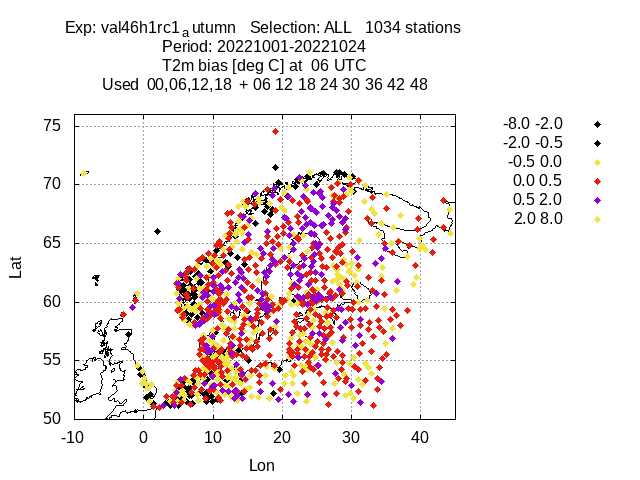 Exp: val46h1rc1autumn Selection: ALL 1034 stations
Period: 20221001-20221024
T2m bias [deg C] at 06 UTC
Used 00,06,12,18 + 06 12 18 24 30 36 42 48
75
70
65
60
55
50
Lat
-10 0 10 20 30 40
Lon
-8.0 -2.0
-2.0 -0.5
-0.5 0.0
0.0 0.5
0.5 2.0
2.0 8.0